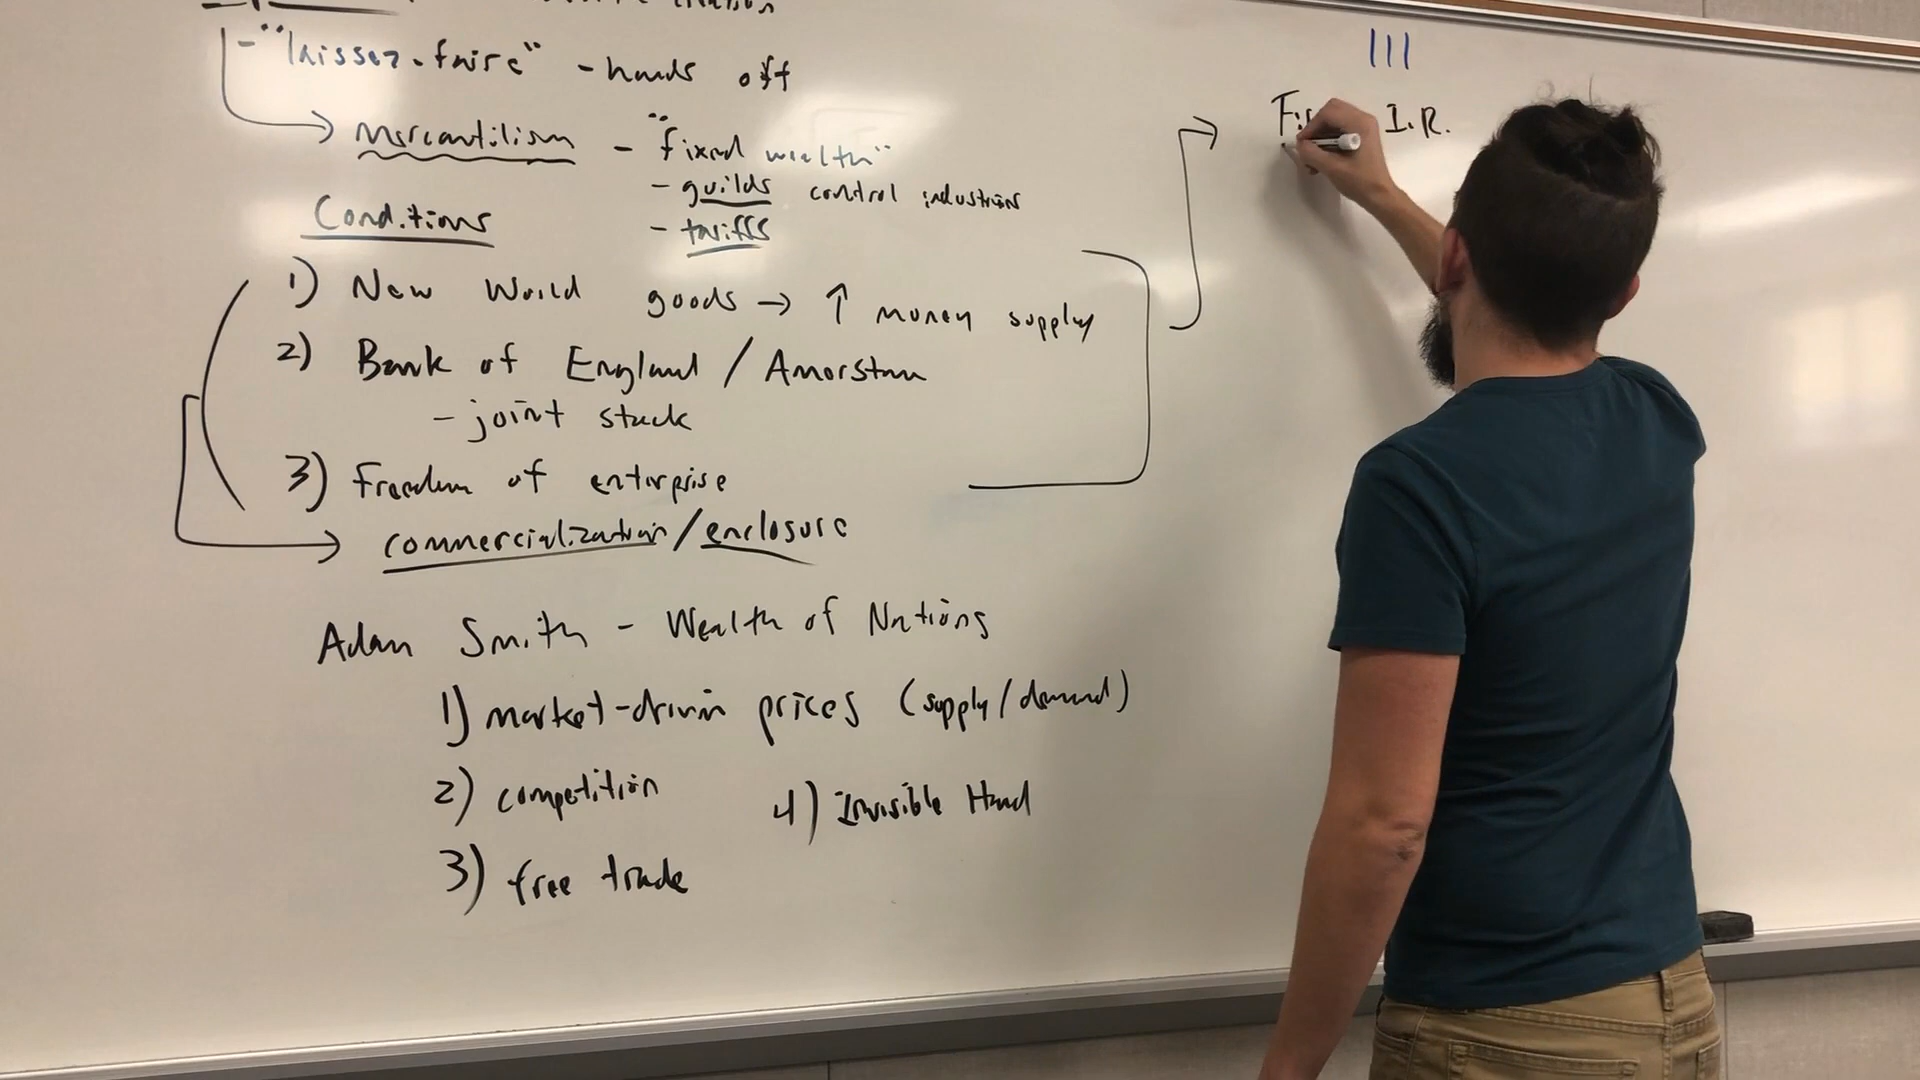 - "laissez-faire" - hands off
mercantilism - "fixed wealth"
- guilds control industries
- tariffs
Conditions
1) New World goods → ↑ money supply
2) Bank of England / Amerstam
- joint stock
3) Freedom of enterprise
commercialization/enclosure
Adam Smith - Wealth of Nations
1) market-driven prices (supply/demand)
2) competition
4) Invisible Hand
3) free trade
III
I.R.